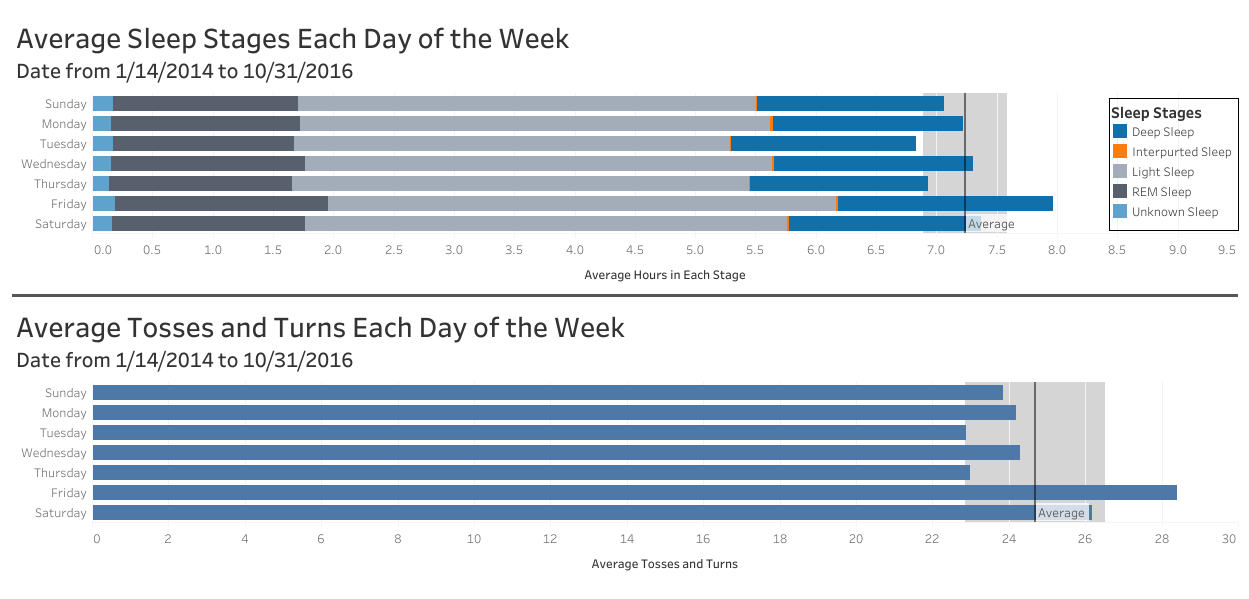 Average Sleep Stages Each Day of the Week
Date from 1/14/2014 to 10/31/2016
Sunday
Monday
Tuesday
Wednesday
Thursday
Friday
Saturday
Average
0.0 0.5 1.0 1.5 2.0 2.5 3.0 3.5 4.0 4.5 5.0 5.5 6.0 6.5 7.0 7.5 8.0 8.5 9.0 9.5
Average Hours in Each Stage
Sleep Stages
Deep Sleep
Interpurted Sleep
Light Sleep
REM Sleep
Unknown Sleep
Average Tosses and Turns Each Day of the Week
Date from 1/14/2014 to 10/31/2016
Sunday
Monday
Tuesday
Wednesday
Thursday
Friday
Saturday
Average
0 2 4 6 8 10 12 14 16 18 20 22 24 26 28 30
Average Tosses and Turns